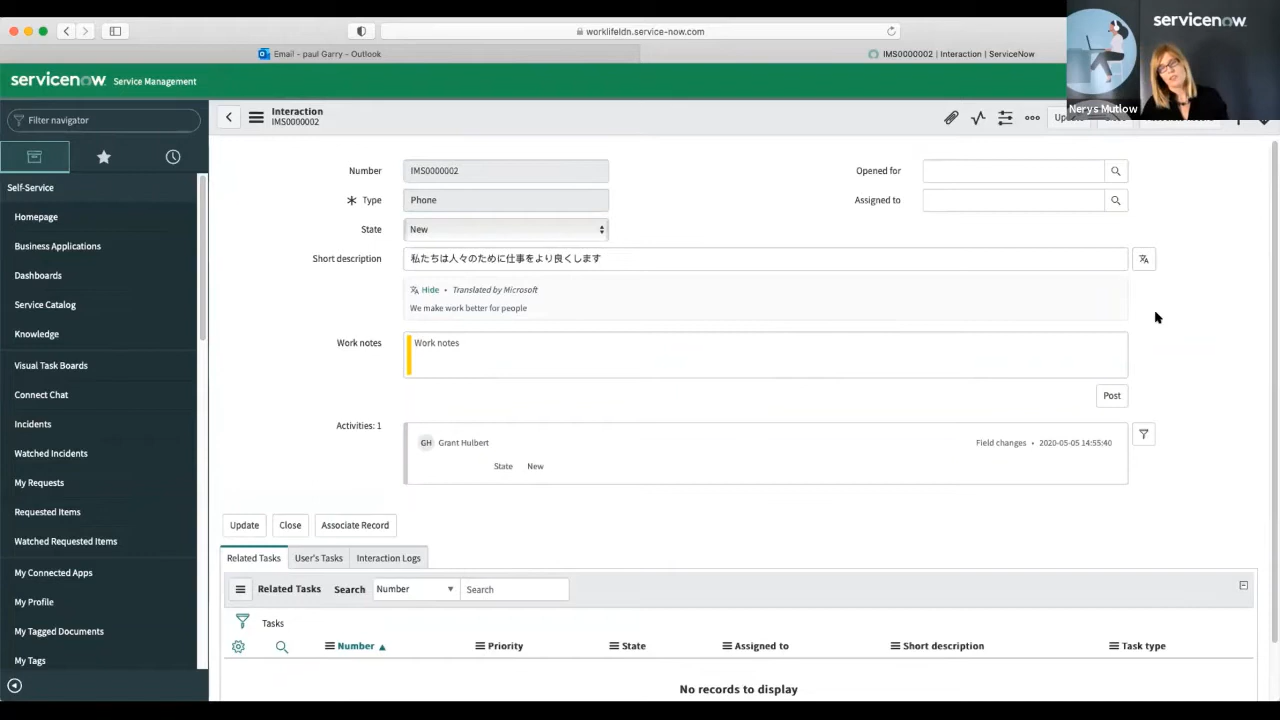 worklifeldn.service-now.com
Email - paul Garry - Outlook
IMS0000002 | Interaction | ServiceNow
servicenow
Nerys Mutlow
servicenow Service Management
Filter navigator
Self-Service
Homepage
Business Applications
Dashboards
Service Catalog
Knowledge
Visual Task Boards
Connect Chat
Incidents
Watched Incidents
My Requests
Requested Items
Watched Requested Items
My Connected Apps
My Profile
My Tagged Documents
My Tags
Interaction
IMS0000002
Number IMS0000002
Opened for
Type Phone
Assigned to
State New
Short description 私たちは人々のために仕事をより良くします
Hide • Translated by Microsoft
We make work better for people
Work notes Work notes
Post
Activities: 1
GH Grant Hulbert Field changes • 2020-05-05 14:55:40
State New
Update Close Associate Record
Related Tasks User's Tasks Interaction Logs
Related Tasks Search Number Search
Tasks
Number Priority State Assigned to Short description Task type
No records to display